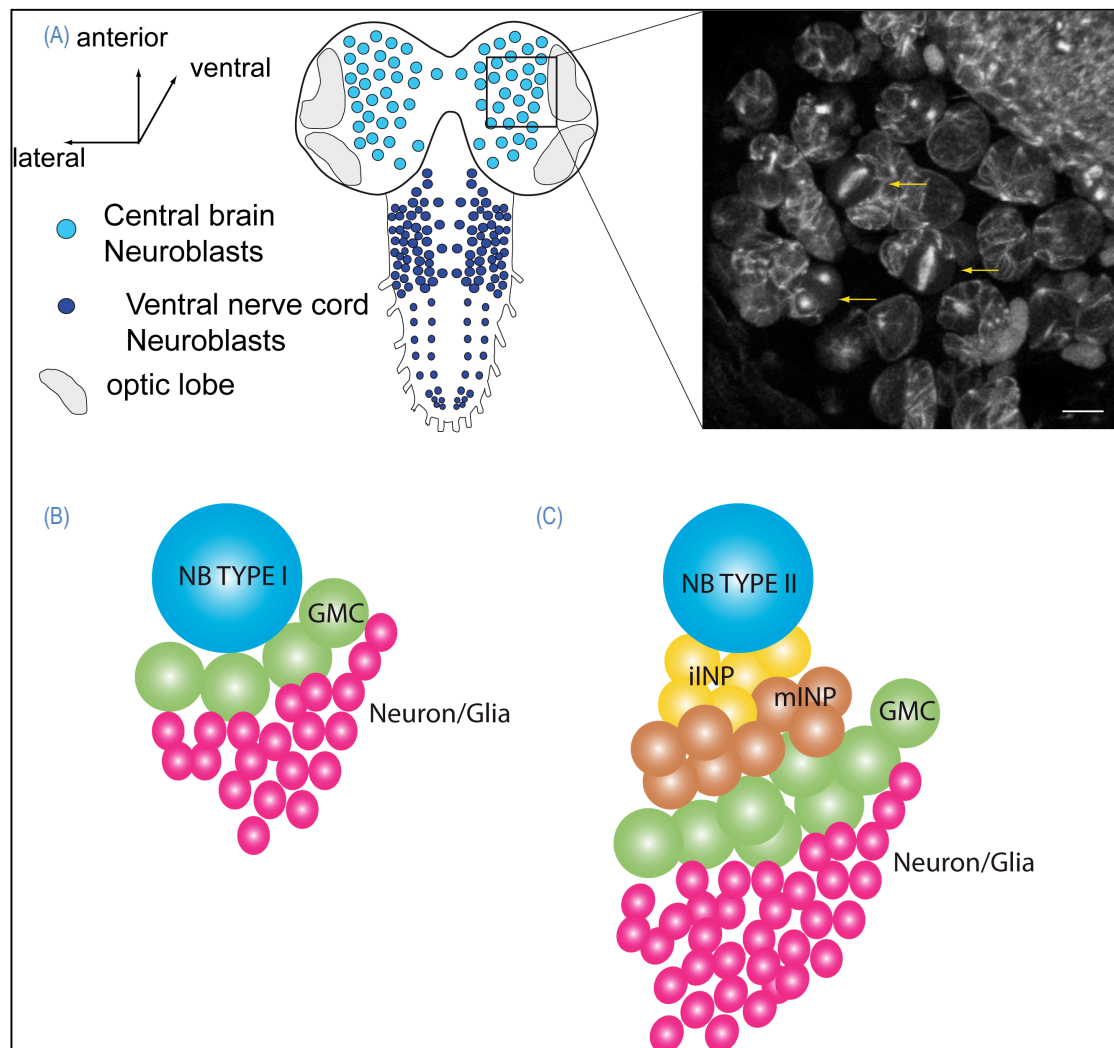 (A)
anterior
ventral
lateral
Central brain
Neuroblasts
Ventral nerve cord
Neuroblasts
optic lobe
(B)
NB TYPE I
GMC
Neuron/Glia
(C)
NB TYPE II
iINP
mINP
GMC
Neuron/Glia